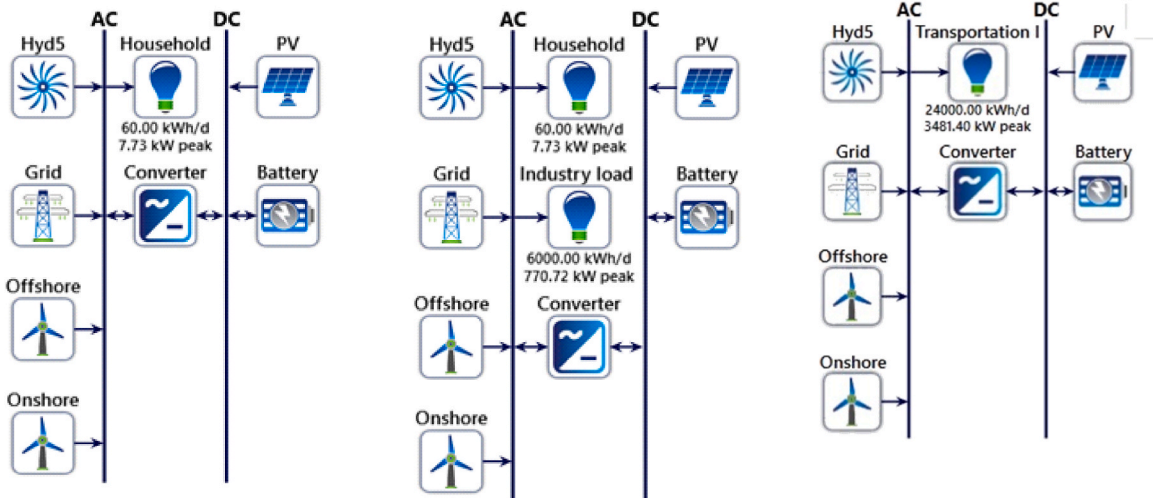 AC DC
Hyd5 Household PV
60.00 kWh/d
7.73 kW peak
Grid Converter Battery
Offshore
Onshore
AC DC
Hyd5 Household PV
60.00 kWh/d
7.73 kW peak
Grid Industry load Battery
6000.00 kWh/d
770.72 kW peak
Offshore Converter
Onshore
AC DC
Hyd5 Transportation l PV
24000.00 kWh/d
3481.40 kW peak
Grid Converter Battery
Offshore
Onshore